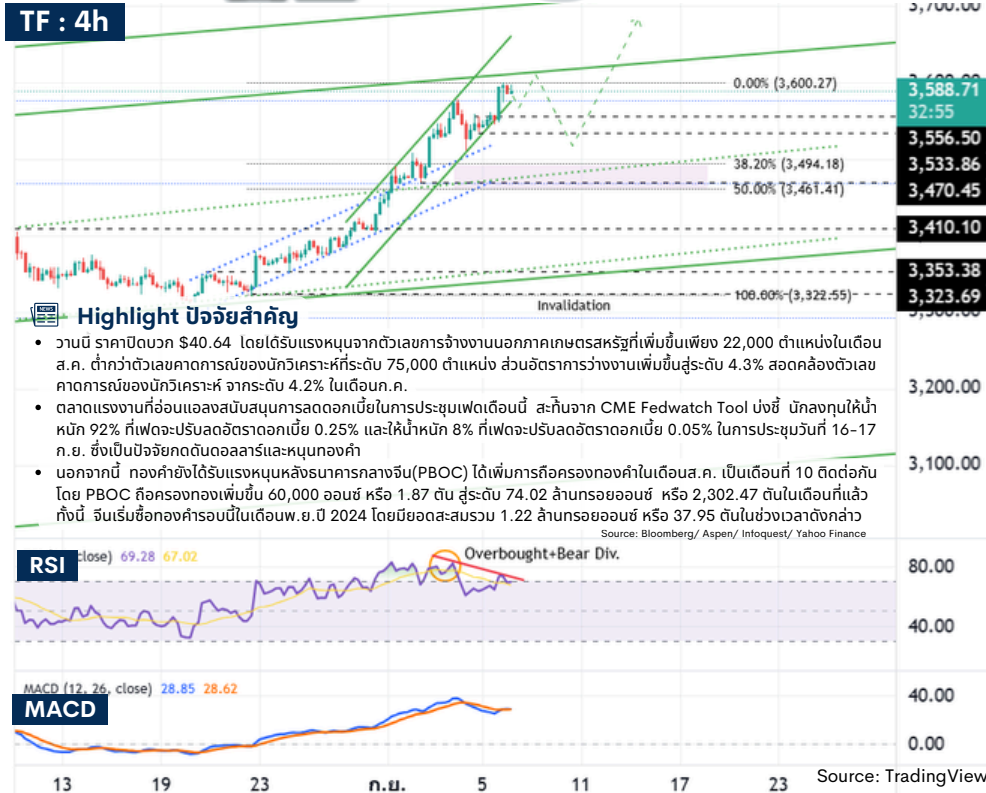 TF : 4h
3,700.00
0.00% (3,600.27)
3,588.71
32:55
3,556.50
3,533.86
38.20% (3,494.18)
3,470.45
50.00% (3,461.41)
3,410.10
3,353.38
100.00% (3,322.55)
3,323.69
Invalidation
Highlight ปัจจัยสำคัญ
• วานนี้ ราคาปิดบวก $40.64 โดยได้รับแรงหนุนจากตัวเลขการจ้างงานนอกภาคเกษตรสหรัฐที่เพิ่มขึ้นเพียง 22,000 ตำแหน่งในเดือน
ส.ค. ต่ำกว่าตัวเลขคาดการณ์ของนักวิเคราะห์ที่ระดับ 75,000 ตำแหน่ง ส่วนอัตราการว่างงานเพิ่มขึ้นสู่ระดับ 4.3% สอดคล้องตัวเลข
คาดการณ์ของนักวิเคราะห์ จากระดับ 4.2% ในเดือนก.ค.
3,200.00
• ตลาดแรงงานที่อ่อนแอลงสนับสนุนการลดดอกเบี้ยในการประชุมเฟดเดือนนี้ สะท้ินจาก CME Fedwatch Tool บ่งชี้ นักลงทุนให้น้ำ
หนัก 92% ที่เฟดจะปรับลดอัตราดอกเบี้ย 0.25% และให้น้ำหนัก 8% ที่เฟดจะปรับลดอัตราดอกเบี้ย 0.05% ในการประชุมวันที่ 16-17
ก.ย. ซึ่งเป็นปัจจัยกดดันดอลลาร์และหนุนทองคำ
3,100.00
• นอกจากนี้ ทองคำยังได้รับแรงหนุนหลังธนาคารกลางจีน(PBOC) ได้เพิ่มการถือครองทองคำในเดือนส.ค. เป็นเดือนที่ 10 ติดต่อกัน
โดย PBOC ถือครองทองเพิ่มขึ้น 60,000 ออนซ์ หรือ 1.87 ตัน สู่ระดับ 74.02 ล้านทรอยออนซ์ หรือ 2,302.47 ตันในเดือนที่แล้ว
ทั้งนี้ จีนเริ่มซื้อทองคำรอบนี้ในเดือนพ.ย.ปี 2024 โดยมียอดสะสมรวม 1.22 ล้านทรอยออนซ์ หรือ 37.95 ตันในช่วงเวลาดังกล่าว
Source: Bloomberg/ Aspen/ Infoquest/ Yahoo Finance
RSI
close) 69.28 67.02
Overbought+Bear Div.
80.00
40.00
MACD (12, 26, close) 28.85 28.62
MACD
40.00
0.00
13 19 23 ก.ย. 5 11 17 23
Source: TradingView